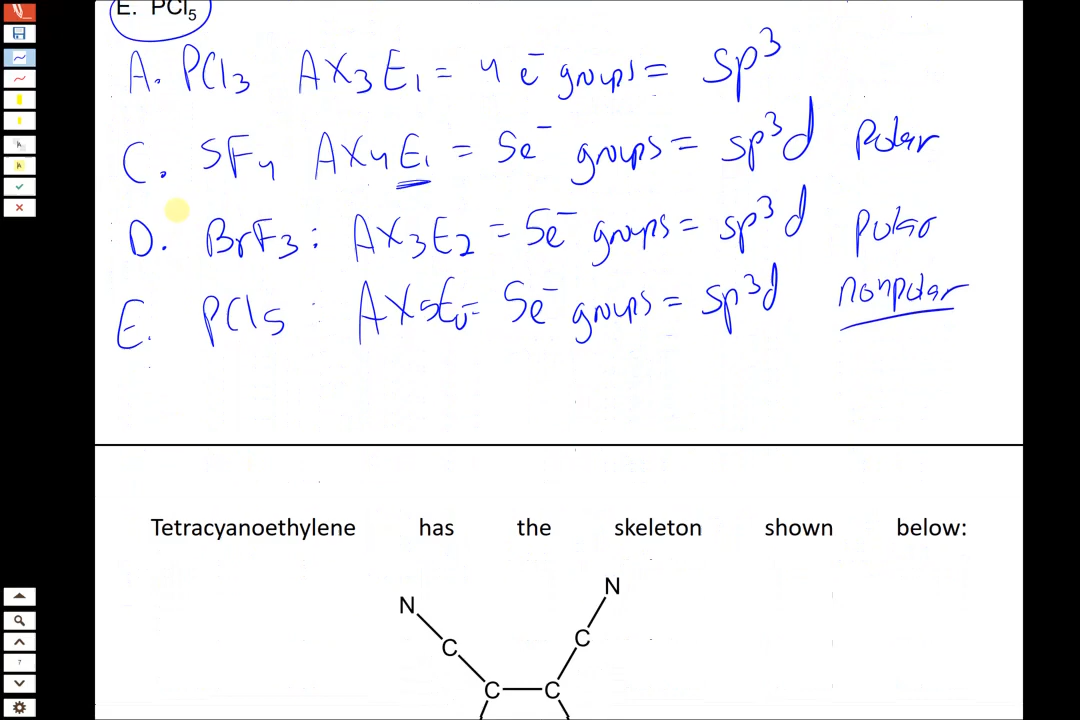 E. PCl₅
A. PCl₃ AX₃E₁ = 4 e⁻ groups = sp³
C. SF₄ AX₄E₁ = 5e⁻ groups = sp³d Polar
D. BrF₃ : AX₃E₂ = 5e⁻ groups = sp³d polar
E. PCl₅ : AX₅E₀ = 5e⁻ groups = sp³d nonpolar
Tetracyanoethylene has the skeleton shown below:
N N
C C
C C